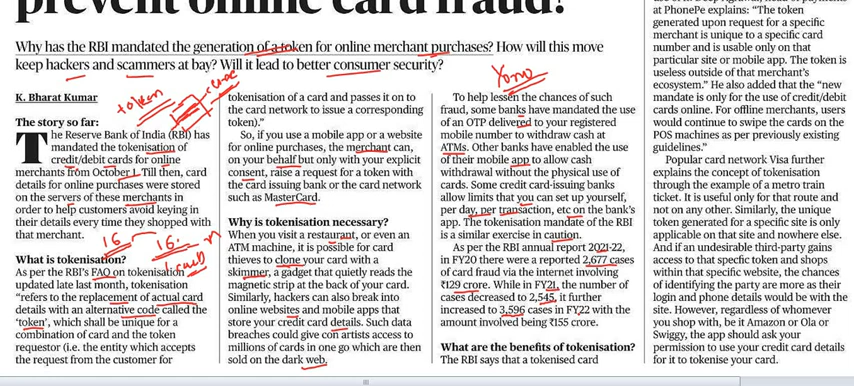 prevent online card fraud?
Why has the RBI mandated the generation of a token for online merchant purchases? How will this move
keep hackers and scammers at bay? Will it lead to better consumer security?
K. Bharat Kumar
token
The story so far:
The Reserve Bank of India (RBI) has
mandated the tokenisation of
credit/debit cards for online
merchants from October 1. Till then, card
details for online purchases were stored
on the servers of these merchants in
order to help customers avoid keying in
their details every time they shopped with
that merchant.
16
16
What is tokenisation?
As per the RBI's FAQ on tokenisation
updated late last month, tokenisation
“refers to the replacement of actual card
details with an alternative code called the
‘token’, which shall be unique for a
combination of card and the token
requestor (i.e. the entity which accepts
the request from the customer for
tokenisation of a card and passes it on to
the card network to issue a corresponding
token).”
So, if you use a mobile app or a website
for online purchases, the merchant can,
on your behalf but only with your explicit
consent, raise a request for a token with
the card issuing bank or the card network
such as MasterCard.
Why is tokenisation necessary?
When you visit a restaurant, or even an
ATM machine, it is possible for card
thieves to clone your card with a
skimmer, a gadget that quietly reads the
magnetic strip at the back of your card.
Similarly, hackers can also break into
online websites and mobile apps that
store your credit card details. Such data
breaches could give con artists access to
millions of cards in one go which are then
sold on the dark web.
Yono
To help lessen the chances of such
fraud, some banks have mandated the use
of an OTP delivered to your registered
mobile number to withdraw cash at
ATMs. Other banks have enabled the use
of their mobile app to allow cash
withdrawal without the physical use of
cards. Some credit card-issuing banks
allow limits that you can set up yourself,
per day, per transaction, etc on the bank's
app. The tokenisation mandate of the RBI
is a similar exercise in caution.
As per the RBI annual report 2021-22,
in FY20 there were a reported 2,677 cases
of card fraud via the internet involving
₹129 crore. While in FY21, the number of
cases decreased to 2,545, it further
increased to 3,596 cases in FY22 with the
amount involved being ₹155 crore.
What are the benefits of tokenisation?
The RBI says that a tokenised card
at PhonePe explains: “The token
generated upon request for a specific
merchant is unique to a specific card
number and is usable only on that
particular site or mobile app. The token is
useless outside of that merchant's
ecosystem.” He also added that the “new
mandate is only for the use of credit/debit
cards online. For offline merchants, users
would continue to swipe the cards on the
POS machines as per previously existing
guidelines.”
Popular card network Visa further
explains the concept of tokenisation
through the example of a metro train
ticket. It is useful only for that route and
not on any other. Similarly, the unique
token generated for a specific site is only
applicable on that site and nowhere else.
And if an undesirable third-party gains
access to that specfic token and shops
within that specific website, the chances
of identifying the party are more as their
login and phone details would be with the
site. However, regardless of whomever
you shop with, be it Amazon or Ola or
Swiggy, the app should ask your
permission to use your credit card details
for it to tokenise your card.